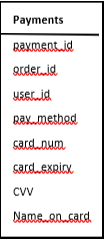 Payments
payment_id
order_id
user_id
pay_method
card_num
card_expiry
CVV
Name_on_card